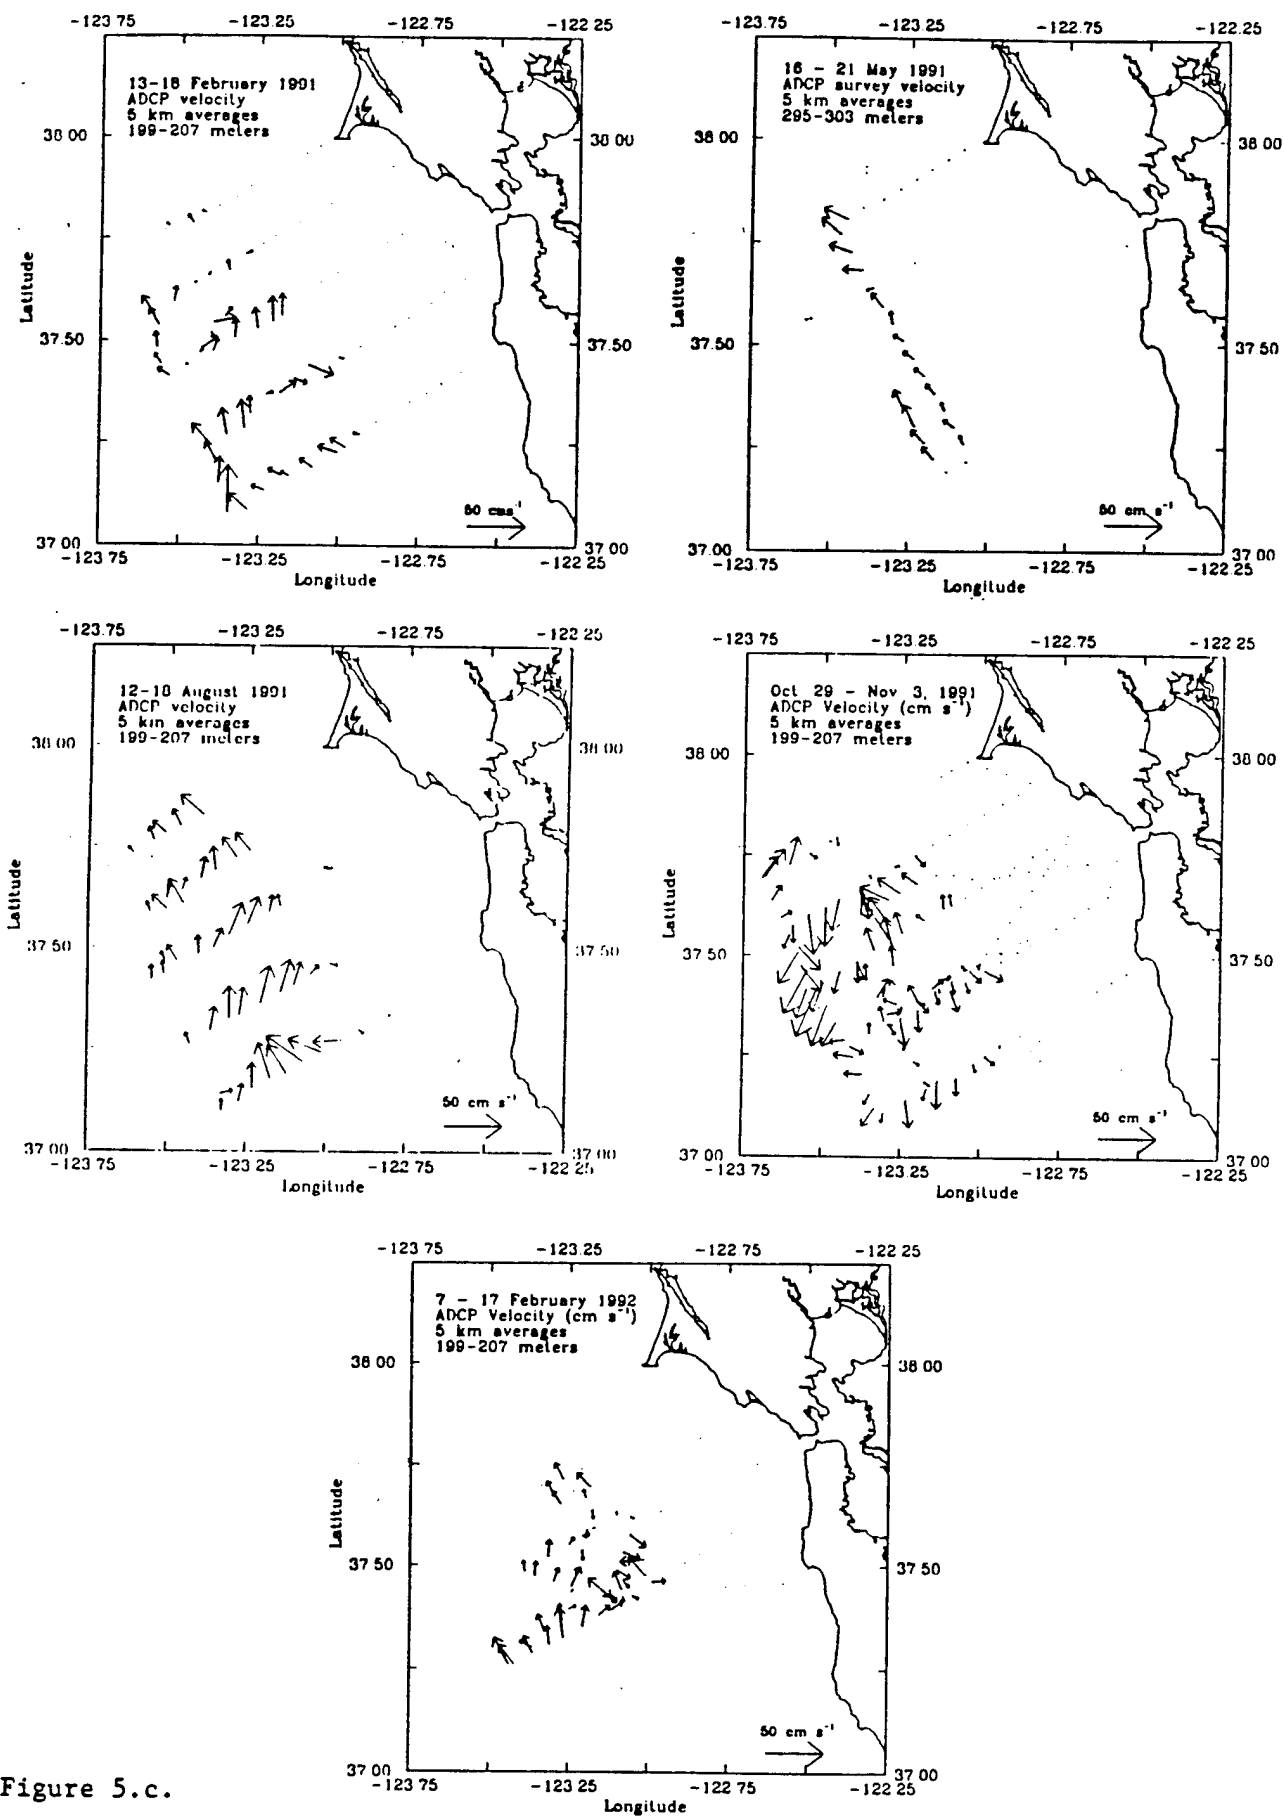 -123 75 -123.25 -122.75 -122 25
13-18 February 1991
ADCP velocity
5 km averages
199-207 meters
38 00 38 00
Latitude
37.50 37 50
50 cms⁻¹
37 00 37 00
-123 75 -123.25 -122.75 -122 25
Longitude
-123 75 -123.25 -122 75 -122.25
16 - 21 May 1991
ADCP survey velocity
5 km averages
295-303 meters
38 00 38 00
Latitude
37.50 37 50
50 cm s⁻¹
37.00 37 00
-123.75 -123.25 -122.75 -122 25
Longitude
-123 75 -123 25 -122 75 -122 25
12-18 August 1991
ADCP velocity
5 km averages
199-207 meters
38 00 38 00
Latitude
37 50 37 50
50 cm s⁻¹
37 00 37 00
-123.75 -123 25 -122 75 -122 25
Longitude
-123 75 -123.25 -122 75 -122 25
Oct 29 - Nov 3, 1991
ADCP Velocity (cm s⁻¹)
5 km averages
199-207 meters
38 00 38 00
Latitude
37 50 37 50
50 cm s⁻¹
37 00 37 00
-123 75 -123.25 -122 75 -122 25
Longitude
-123 75 -123.25 -122 75 -122 25
7 - 17 February 1992
ADCP Velocity (cm s⁻¹)
5 km averages
199-207 meters
38 00 38 00
Latitude
37 50 37 50
50 cm s⁻¹
37 00 37 00
-123 75 -123 25 -122 75 -122 25
Longitude
Figure 5.c.